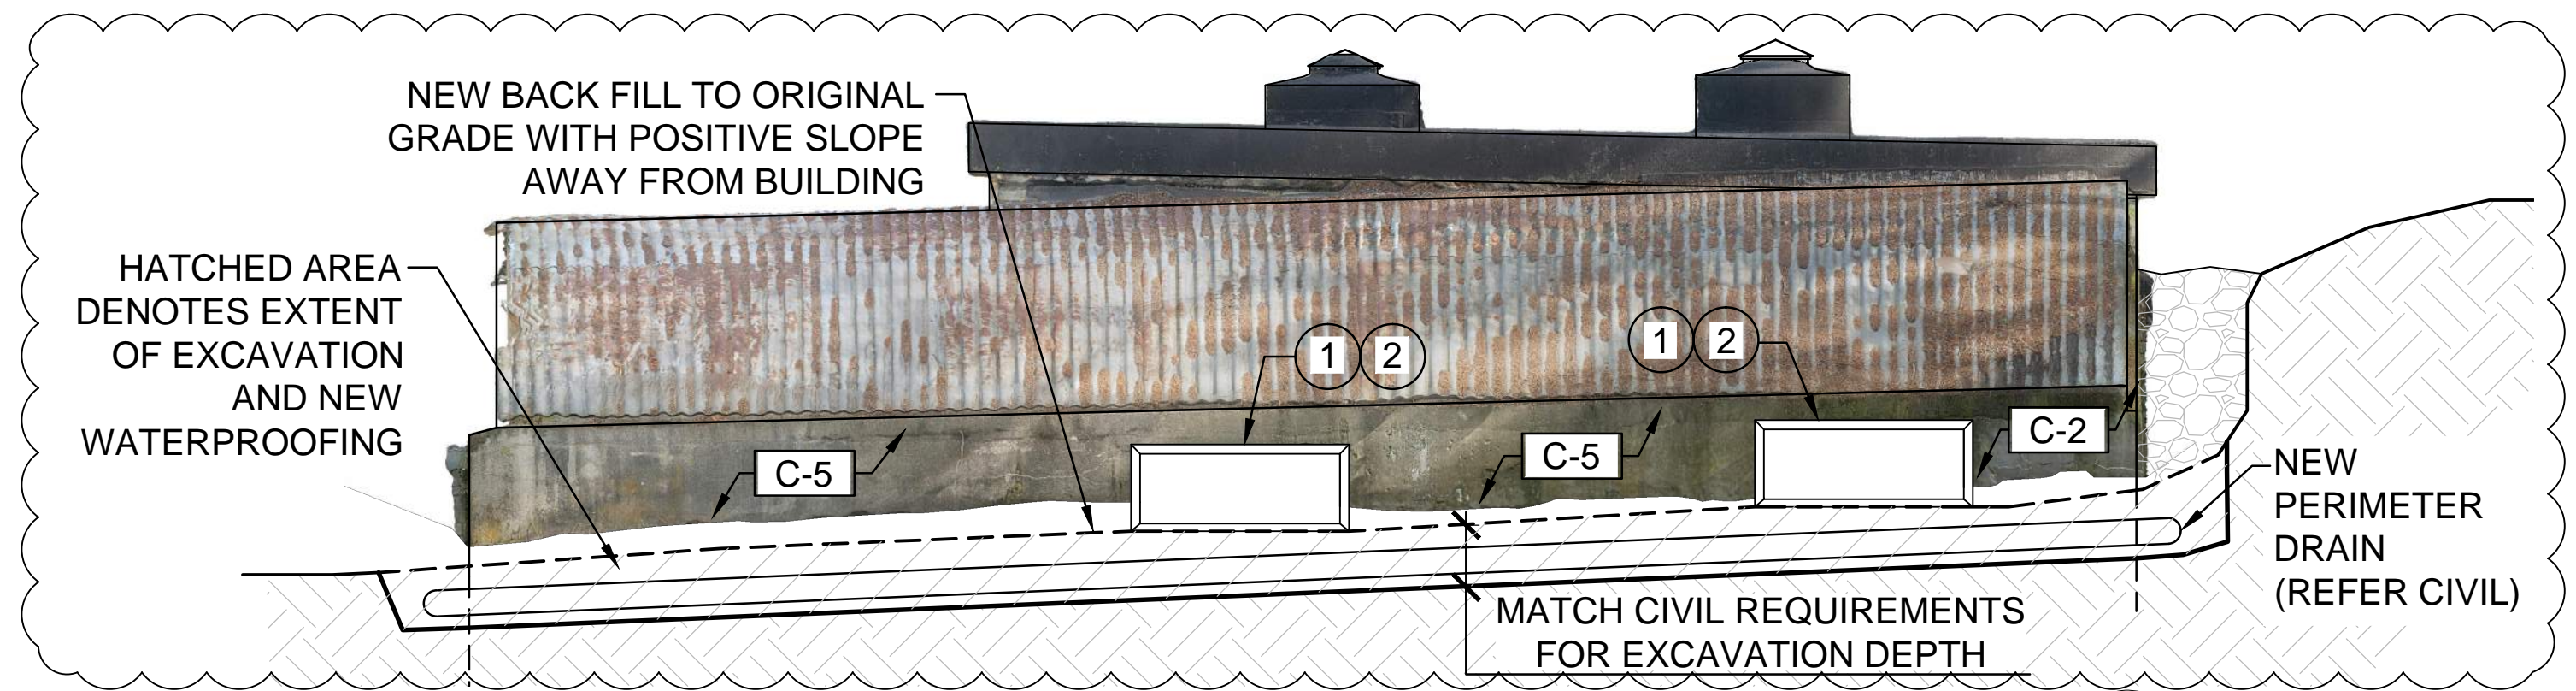 NEW BACK FILL TO ORIGINAL
GRADE WITH POSITIVE SLOPE
AWAY FROM BUILDING
HATCHED AREA
DENOTES EXTENT
OF EXCAVATION
AND NEW
WATERPROOFING
1 2
1 2
C-5
C-5
C-2
NEW
PERIMETER
DRAIN
(REFER CIVIL)
MATCH CIVIL REQUIREMENTS
FOR EXCAVATION DEPTH